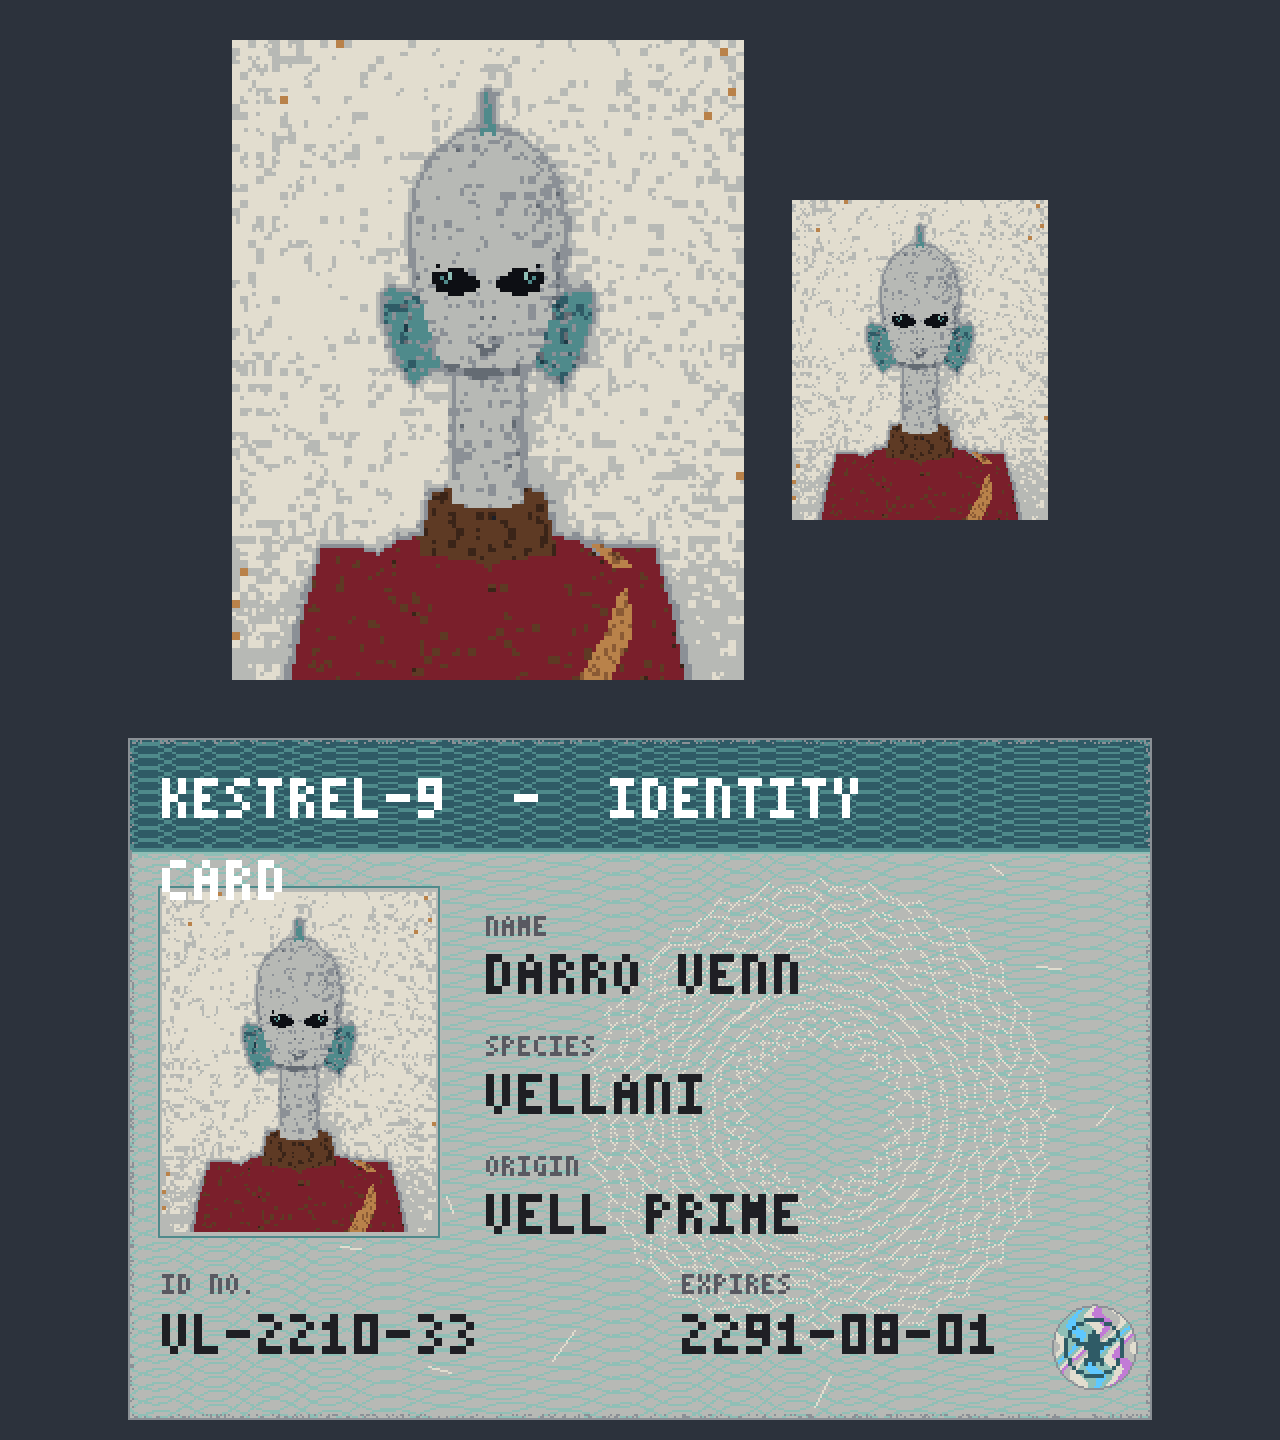 KESTREL-9 - IDENTITY
CARD
NAME
DARRO VENN
SPECIES
VELLANI
ORIGIN
VELL PRIME
ID NO.
VL-2210-33
EXPIRES
2291-08-01